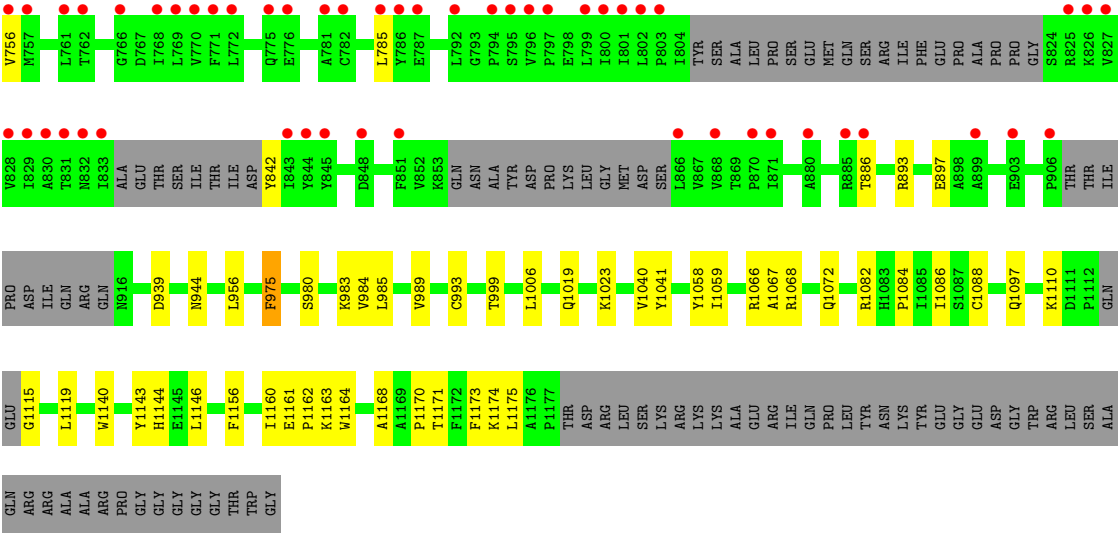 V756 M757 L761 T762 G766 D767 I768 L769 V770 F771 L772 Q775 E776 A781 C782 L785 Y786 E787 L792 G793 P794 S795 V796 P797 E798 L799 I800 I801 L802 P803 I804 TYR SER ALA LEU PRO SER GLU MET GLN SER ARG ILE PHE GLU PRO ALA PRO PRO GLY S824 R825 K826 V827
V828 I829 A830 T831 N832 I833 ALA GLU THR SER ILE THR ILE ASP Y842 I843 Y844 Y845 D848 F851 V852 K853 GLN ASN ALA TYR ASP PRO LYS LEU GLY MET ASP SER L866 V867 V868 T869 P870 I871 A880 R885 T886 R893 E897 A898 A899 E903 P906 THR THR ILE
PRO ASP ILE GLN ARG GLN N916 D939 N944 L956 F975 S980 K983 V984 L985 V989 C993 T999 L1006 Q1019 K1023 V1040 Y1041 Y1058 I1059 R1066 A1067 R1068 Q1072 R1082 H1083 P1084 I1085 I1086 S1087 C1088 Q1097 K1110 D1111 P1112 GLN
GLU G1115 L1119 W1140 Y1143 H1144 E1145 L1146 F1156 I1160 E1161 P1162 K1163 W1164 A1168 A1169 P1170 T1171 F1172 F1173 K1174 L1175 A1176 P1177 THR ASP ARG LEU SER LYS ARG LYS LYS ALA GLU ARG ILE GLN PRO LEU TYR ASN LYS TYR GLU GLY GLU ASP GLY TRP ARG LEU SER ALA
GLN ARG ARG ALA ALA ARG PRO GLY GLY GLY GLY GLY THR TRP GLY